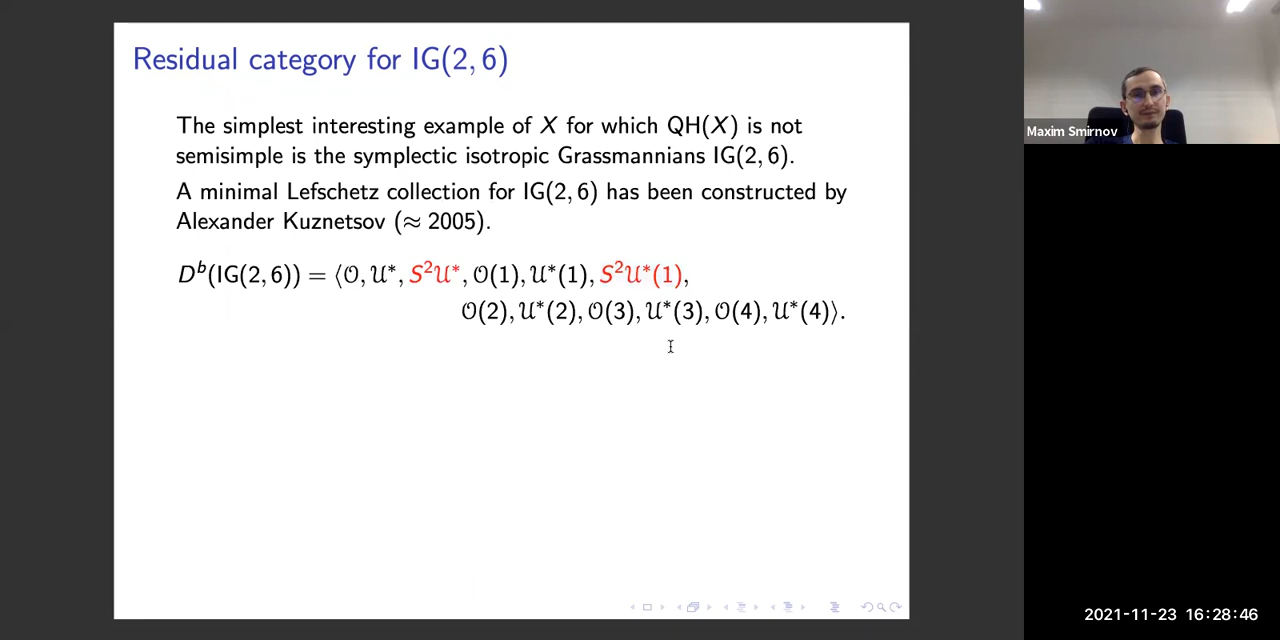 Residual category for IG(2, 6)
The simplest interesting example of X for which QH(X) is not
semisimple is the symplectic isotropic Grassmannians IG(2, 6).
A minimal Lefschetz collection for IG(2, 6) has been constructed by
Alexander Kuznetsov (≈ 2005).
Dᵇ(IG(2, 6)) = ⟨𝒪, 𝒰*, S²𝒰*, 𝒪(1), 𝒰*(1), S²𝒰*(1),
𝒪(2), 𝒰*(2), 𝒪(3), 𝒰*(3), 𝒪(4), 𝒰*(4)⟩.
Maxim Smirnov
2021-11-23 16:28:46